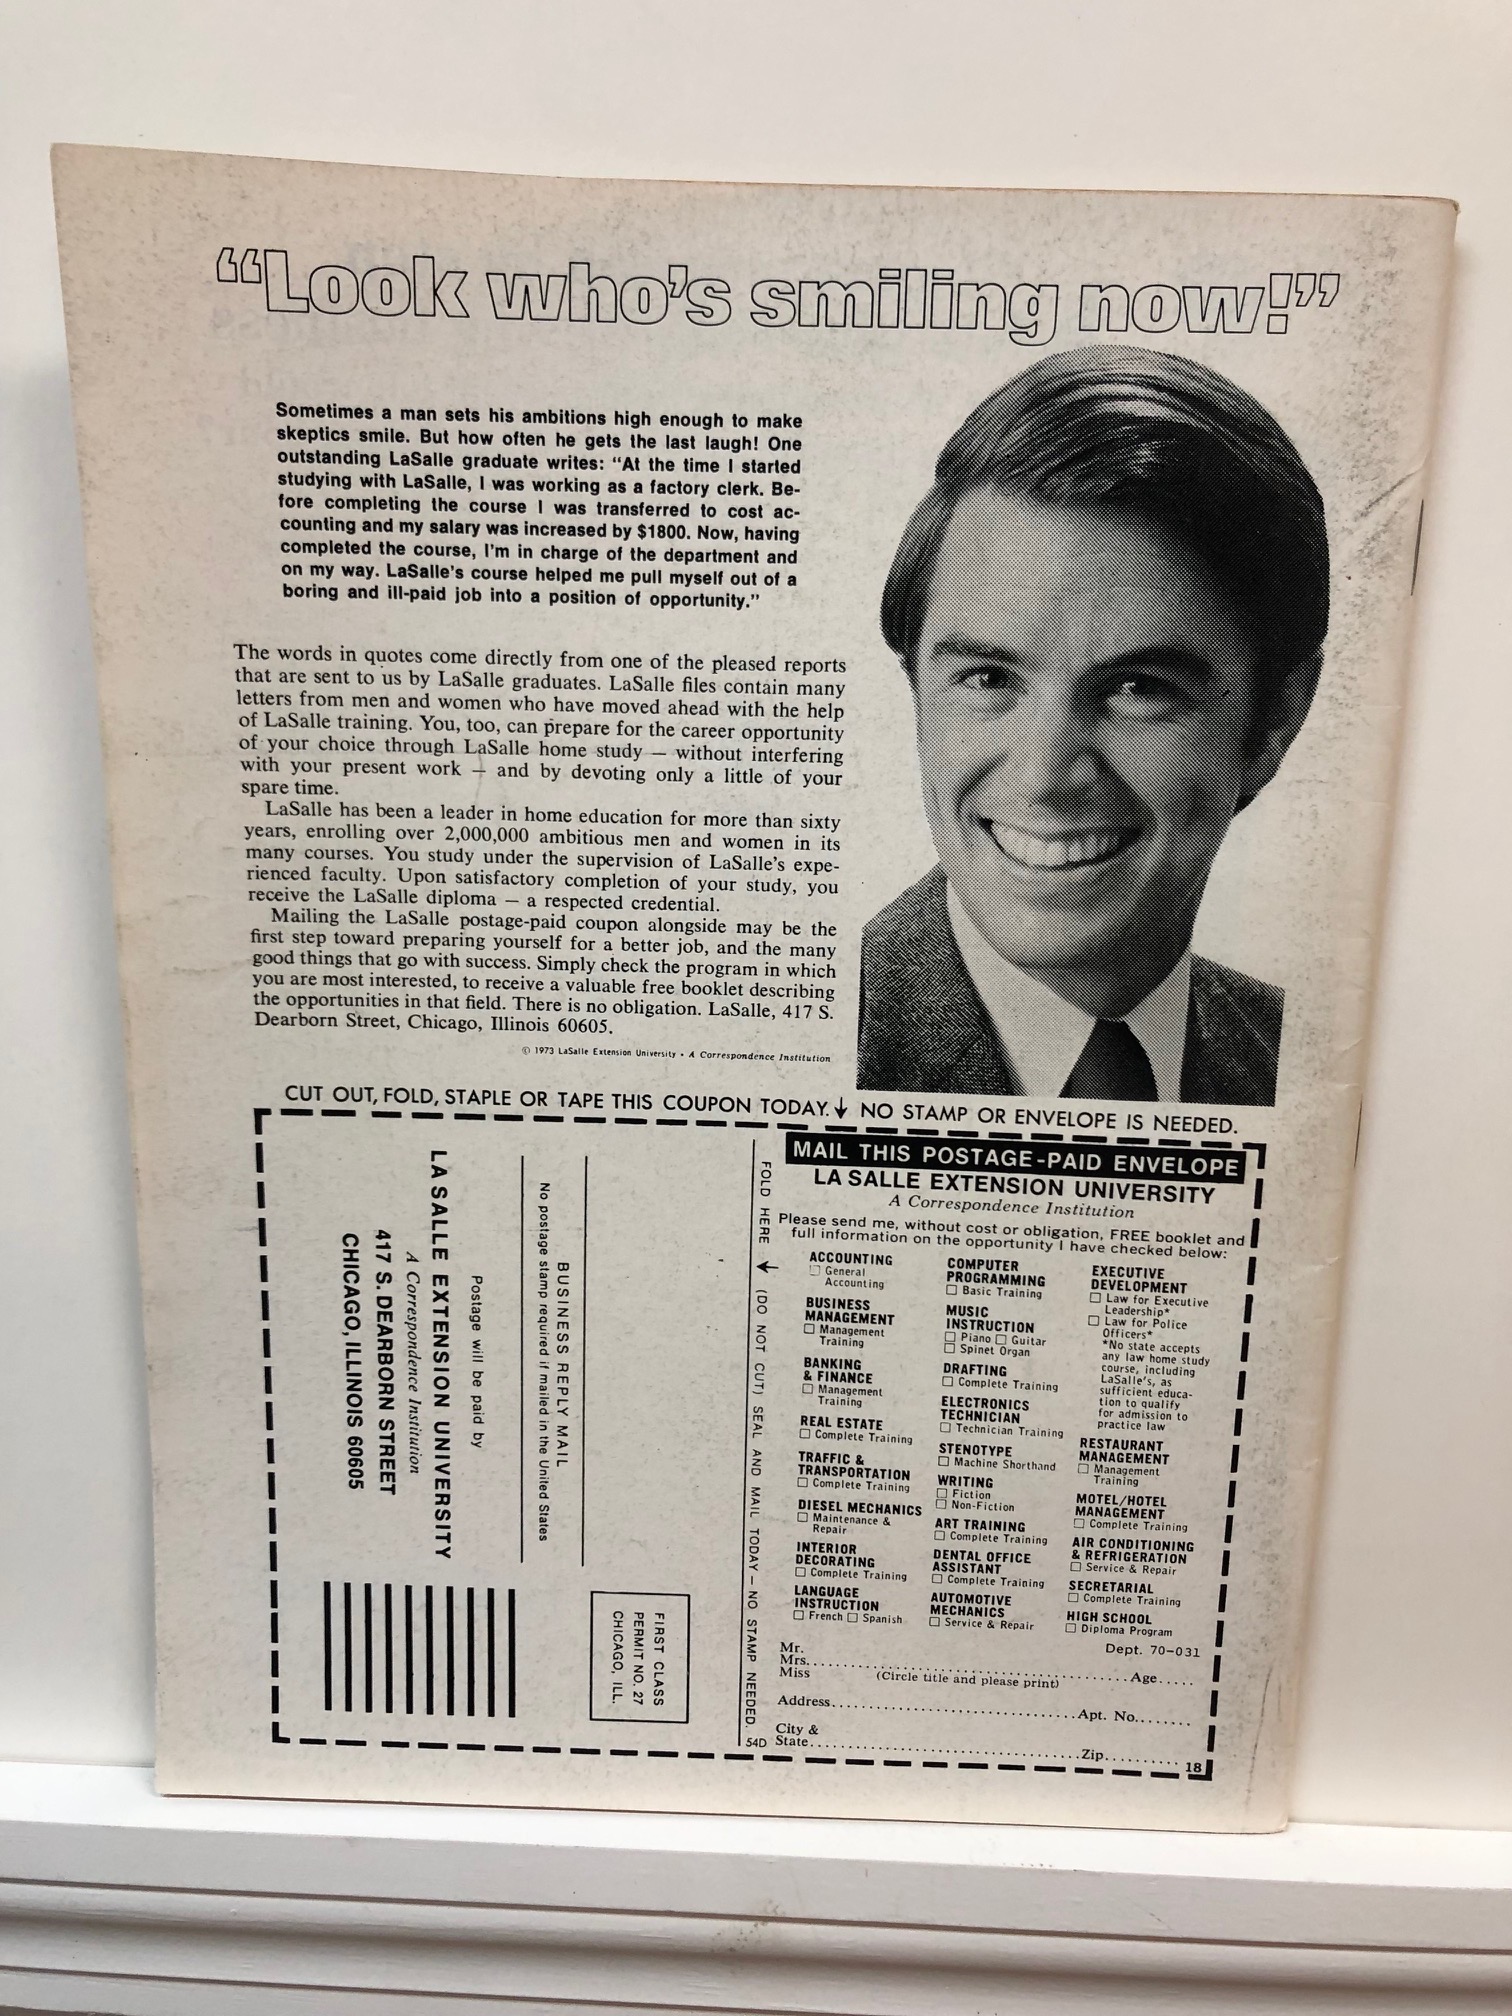 “Look who's smiling now!”
Sometimes a man sets his ambitions high enough to make
skeptics smile. But how often he gets the last laugh! One
outstanding LaSalle graduate writes: “At the time I started
studying with LaSalle, I was working as a factory clerk. Be-
fore completing the course I was transferred to cost ac-
counting and my salary was increased by $1800. Now, having
completed the course, I'm in charge of the department and
on my way. LaSalle's course helped me pull myself out of a
boring and ill-paid job into a position of opportunity.”
The words in quotes come directly from one of the pleased reports
that are sent to us by LaSalle graduates. LaSalle files contain many
letters from men and women who have moved ahead with the help
of LaSalle training. You, too, can prepare for the career opportunity
of your choice through LaSalle home study — without interfering
with your present work — and by devoting only a little of your
spare time.
LaSalle has been a leader in home education for more than sixty
years, enrolling over 2,000,000 ambitious men and women in its
many courses. You study under the supervision of LaSalle's expe-
rienced faculty. Upon satisfactory completion of your study, you
receive the LaSalle diploma — a respected credential.
Mailing the LaSalle postage-paid coupon alongside may be the
first step toward preparing yourself for a better job, and the many
good things that go with success. Simply check the program in which
you are most interested, to receive a valuable free booklet describing
the opportunities in that field. There is no obligation. LaSalle, 417 S.
Dearborn Street, Chicago, Illinois 60605.
© 1973 LaSalle Extension University • A Correspondence Institution
CUT OUT, FOLD, STAPLE OR TAPE THIS COUPON TODAY. ↓ NO STAMP OR ENVELOPE IS NEEDED.
FIRST CLASS
PERMIT NO. 27
CHICAGO, ILL.
BUSINESS REPLY MAIL
No postage stamp required if mailed in the United States
Postage will be paid by
LA SALLE EXTENSION UNIVERSITY
A Correspondence Institution
417 S. DEARBORN STREET
CHICAGO, ILLINOIS 60605
FOLD HERE ↓ (DO NOT CUT) SEAL AND MAIL TODAY — NO STAMP NEEDED.
54D
MAIL THIS POSTAGE-PAID ENVELOPE
LA SALLE EXTENSION UNIVERSITY
A Correspondence Institution
Please send me, without cost or obligation, FREE booklet and
full information on the opportunity I have checked below:
ACCOUNTING
☐ General
Accounting
BUSINESS
MANAGEMENT
☐ Management
Training
BANKING
& FINANCE
☐ Management
Training
REAL ESTATE
☐ Complete Training
TRAFFIC &
TRANSPORTATION
☐ Complete Training
DIESEL MECHANICS
☐ Maintenance &
Repair
INTERIOR
DECORATING
☐ Complete Training
LANGUAGE
INSTRUCTION
☐ French ☐ Spanish
COMPUTER
PROGRAMMING
☐ Basic Training
MUSIC
INSTRUCTION
☐ Piano ☐ Guitar
☐ Spinet Organ
DRAFTING
☐ Complete Training
ELECTRONICS
TECHNICIAN
☐ Technician Training
STENOTYPE
☐ Machine Shorthand
WRITING
☐ Fiction
☐ Non-Fiction
ART TRAINING
☐ Complete Training
DENTAL OFFICE
ASSISTANT
☐ Complete Training
AUTOMOTIVE
MECHANICS
☐ Service & Repair
EXECUTIVE
DEVELOPMENT
☐ Law for Executive
Leadership*
☐ Law for Police
Officers*
*No state accepts
any law home study
course, including
LaSalle's, as
sufficient educa-
tion to qualify
for admission to
practice law
RESTAURANT
MANAGEMENT
☐ Management
Training
MOTEL/HOTEL
MANAGEMENT
☐ Complete Training
AIR CONDITIONING
& REFRIGERATION
☐ Service & Repair
SECRETARIAL
☐ Complete Training
HIGH SCHOOL
☐ Diploma Program
Dept. 70-031
Mr.
Mrs. Age
Miss (Circle title and please print)
Address Apt. No.
City &
State Zip
18